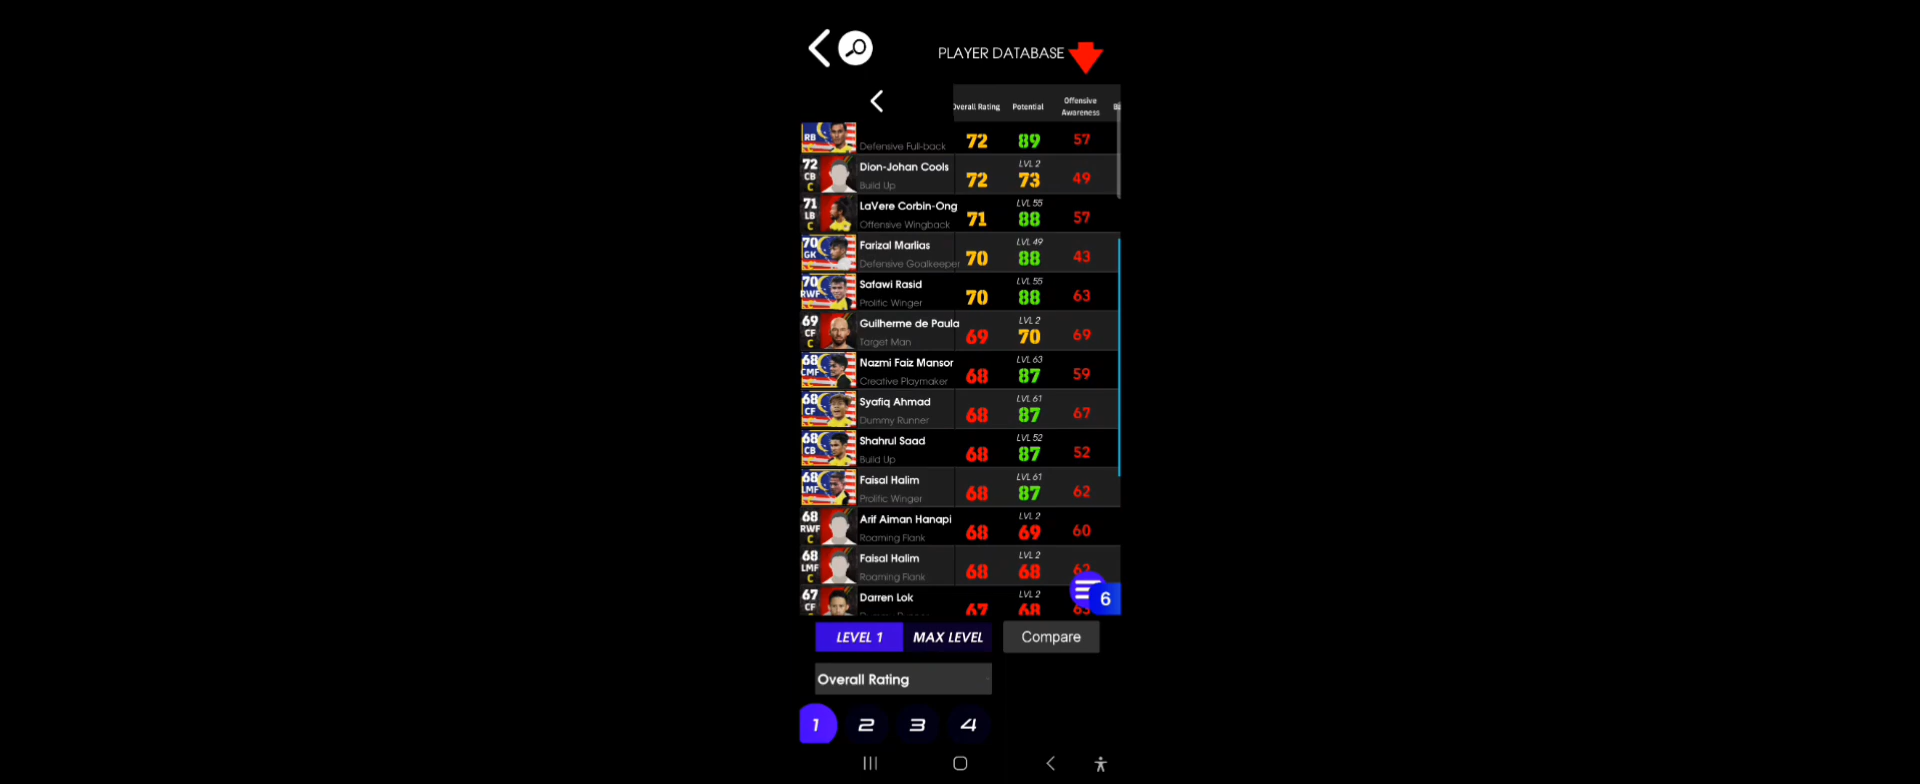 PLAYER DATABASE
Overall Rating Potential Offensive Awareness
RB Defensive Full-back 72 89 57
72 CB C Dion-Johan Cools Build Up 72 LVL 2 73 49
71 LB C LaVere Corbin-Ong Offensive Wingback 71 LVL 55 88 57
70 GK Farizal Marlias Defensive Goalkeeper 70 LVL 49 88 43
70 RWF Safawi Rasid Prolific Winger 70 LVL 55 88 63
69 CF C Guilherme de Paula Target Man 69 LVL 2 70 69
68 CMF Nazmi Faiz Mansor Creative Playmaker 68 LVL 63 87 59
68 CF Syafiq Ahmad Dummy Runner 68 LVL 61 87 67
68 CB Shahrul Saad Build Up 68 LVL 52 87 52
68 LMF Faisal Halim Prolific Winger 68 LVL 61 87 62
68 RWF C Arif Aiman Hanapi Roaming Flank 68 LVL 2 69 60
68 LMF C Faisal Halim Roaming Flank 68 LVL 2 68 62
67 CF Darren Lok 67 LVL 2 68
6
LEVEL 1 MAX LEVEL Compare
Overall Rating
1 2 3 4